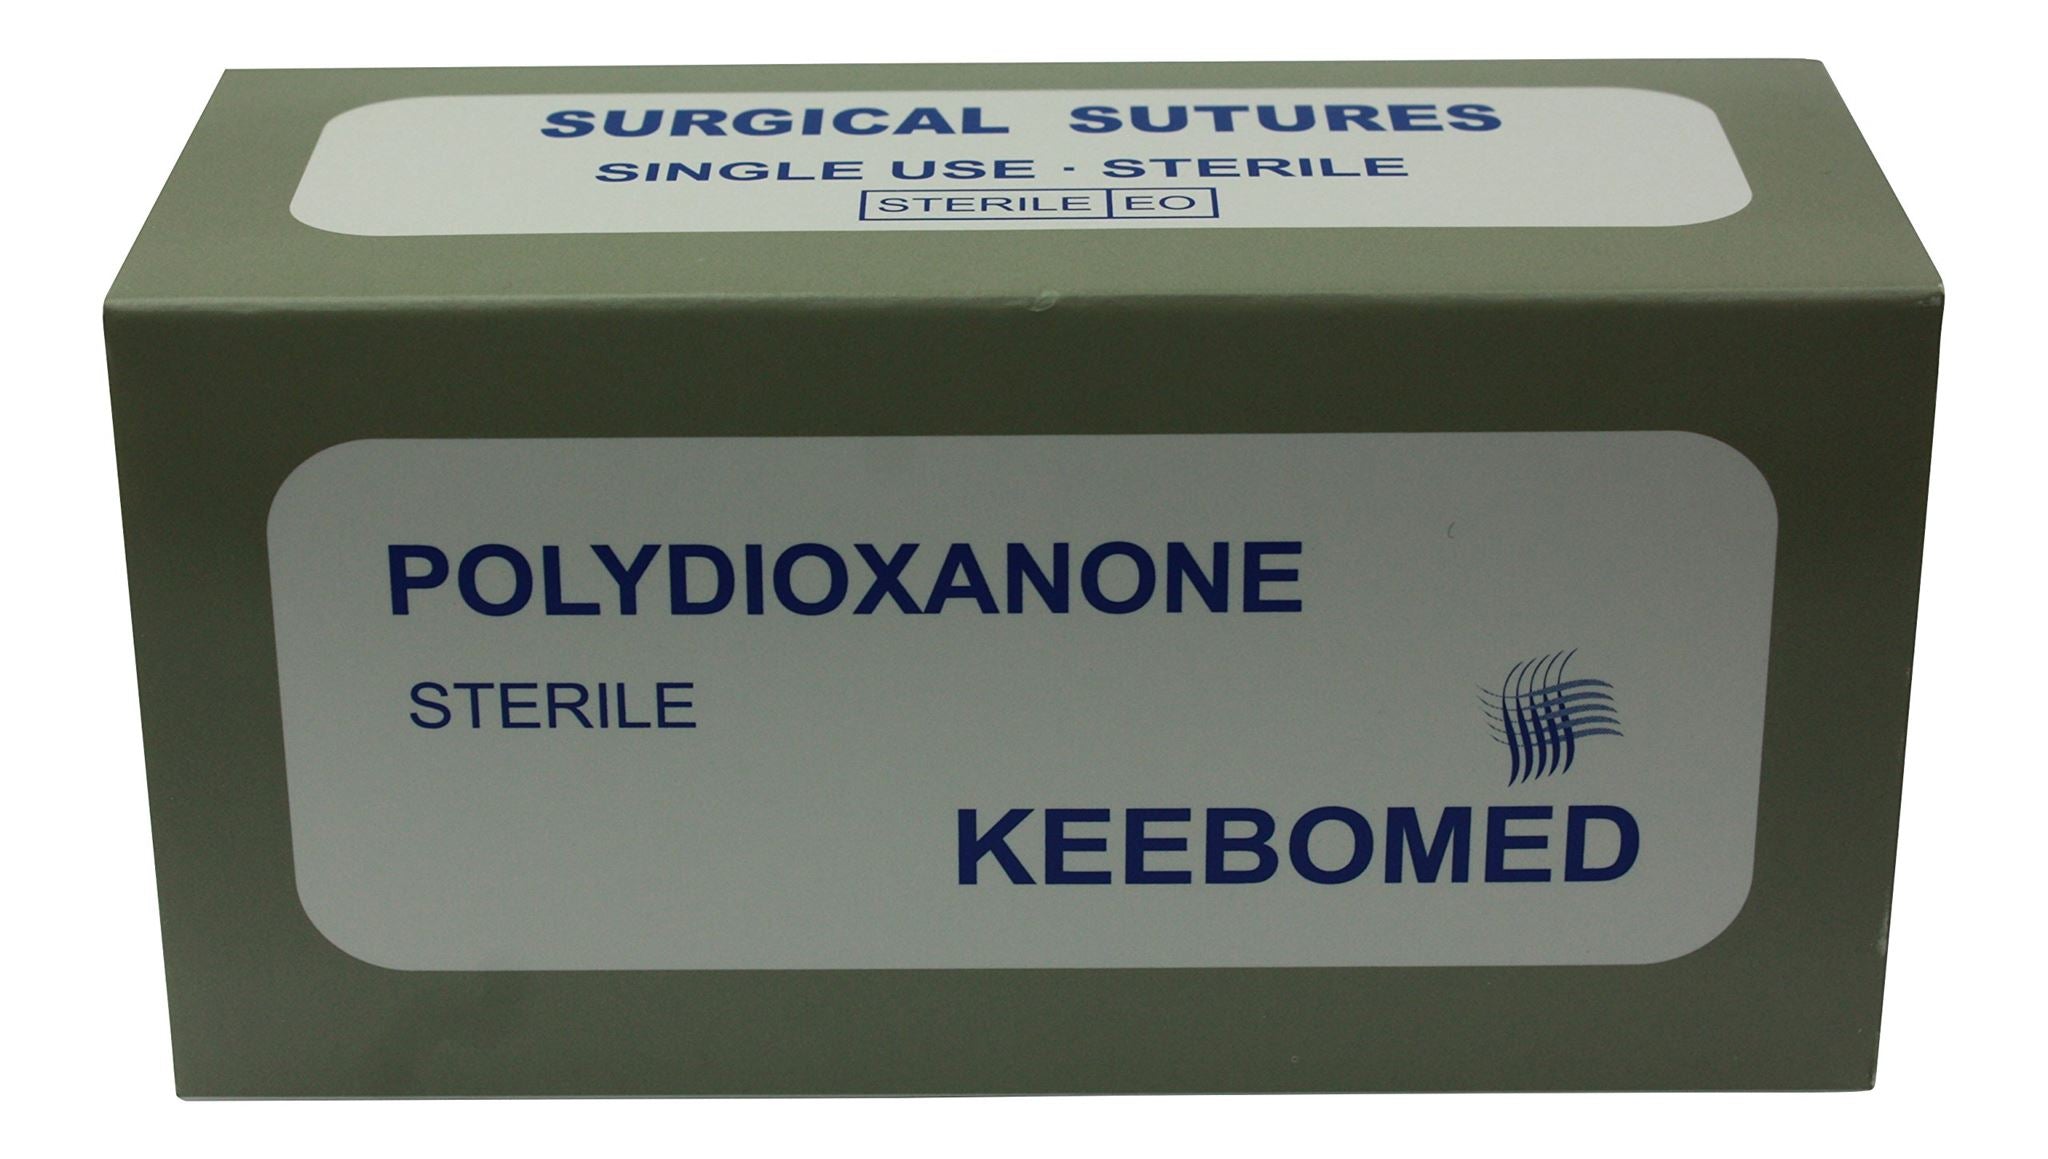 SURGICAL SUTURES
SINGLE USE · STERILE
STERILE EO
POLYDIOXANONE
STERILE
KEEBOMED